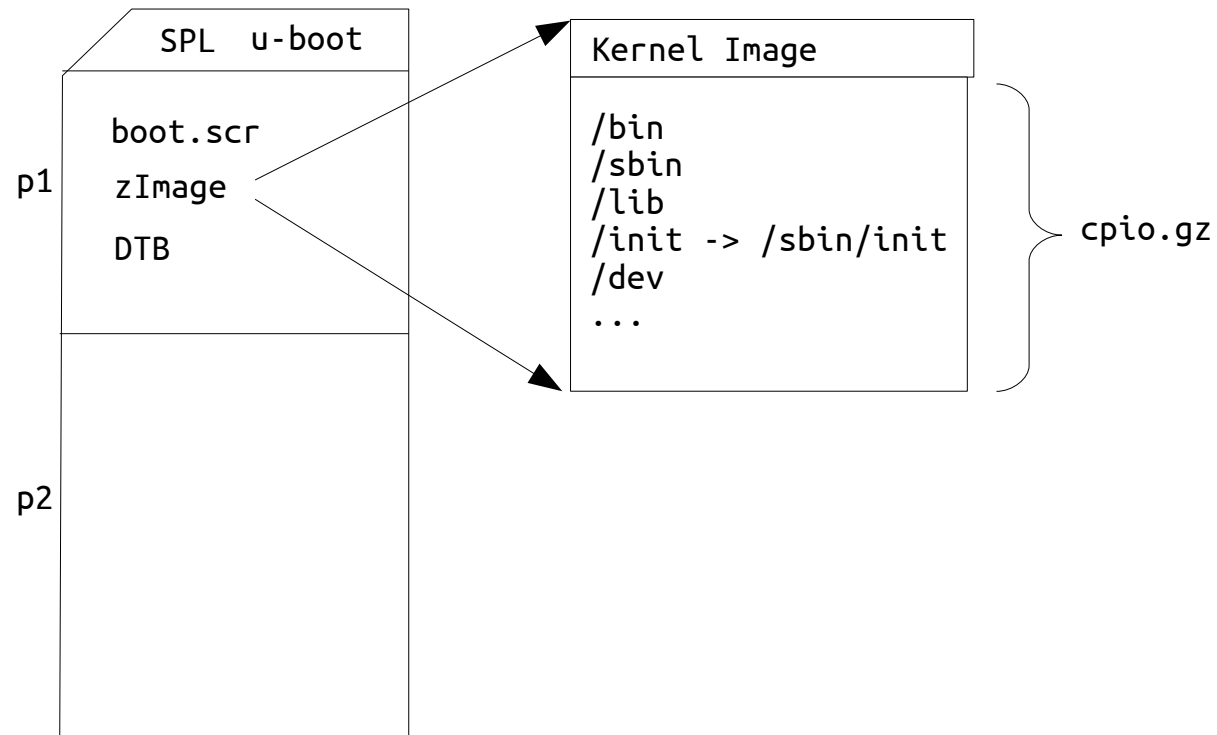 SPL u-boot
p1
boot.scr
zImage
DTB
p2
Kernel Image
/bin
/sbin
/lib
/init -> /sbin/init
/dev
...
cpio.gz